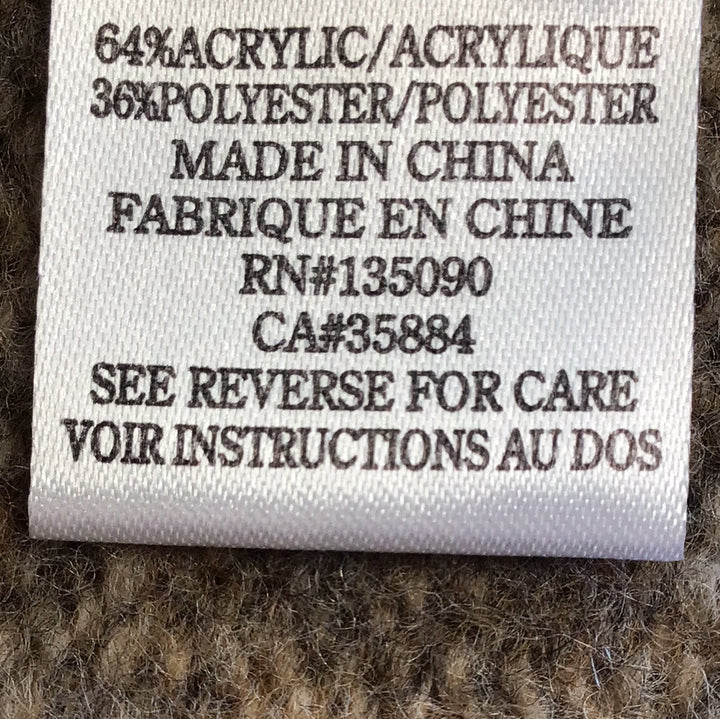 64%ACRYLIC/ACRYLIQUE
36%POLYESTER/POLYESTER
MADE IN CHINA
FABRIQUE EN CHINE
RN#135090
CA#35884
SEE REVERSE FOR CARE
VOIR INSTRUCTIONS AU DOS